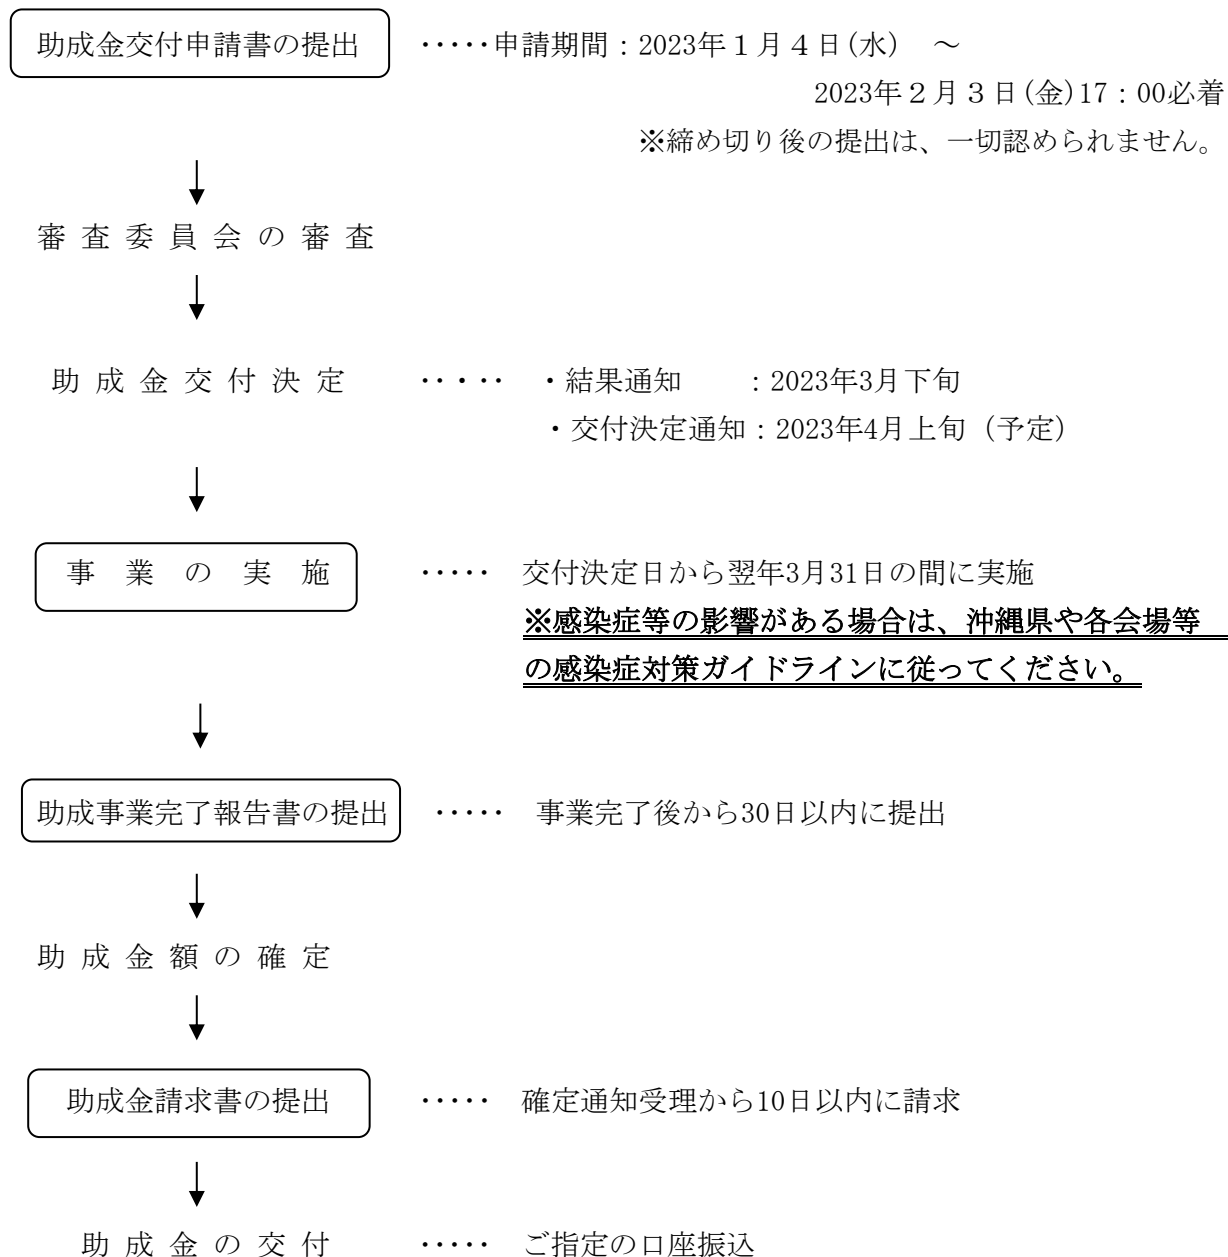 助成金交付申請書の提出　･････申請期間：2023年１月４日(水)　～
2023年２月３日(金)17：00必着
※締め切り後の提出は、一切認められません。
↓
審 査 委 員 会 の 審 査
↓
助 成 金 交 付 決 定　･････　・結果通知　　：2023年3月下旬
・交付決定通知：2023年4月上旬（予定）
↓
事　業　の　実　施　･････　交付決定日から翌年3月31日の間に実施
※感染症等の影響がある場合は、沖縄県や各会場等
の感染症対策ガイドラインに従ってください。
↓
助成事業完了報告書の提出　･････　事業完了後から30日以内に提出
↓
助 成 金 額 の 確 定
↓
助成金請求書の提出　･････　確定通知受理から10日以内に請求
↓
助 成 金 の 交 付　･････　ご指定の口座振込